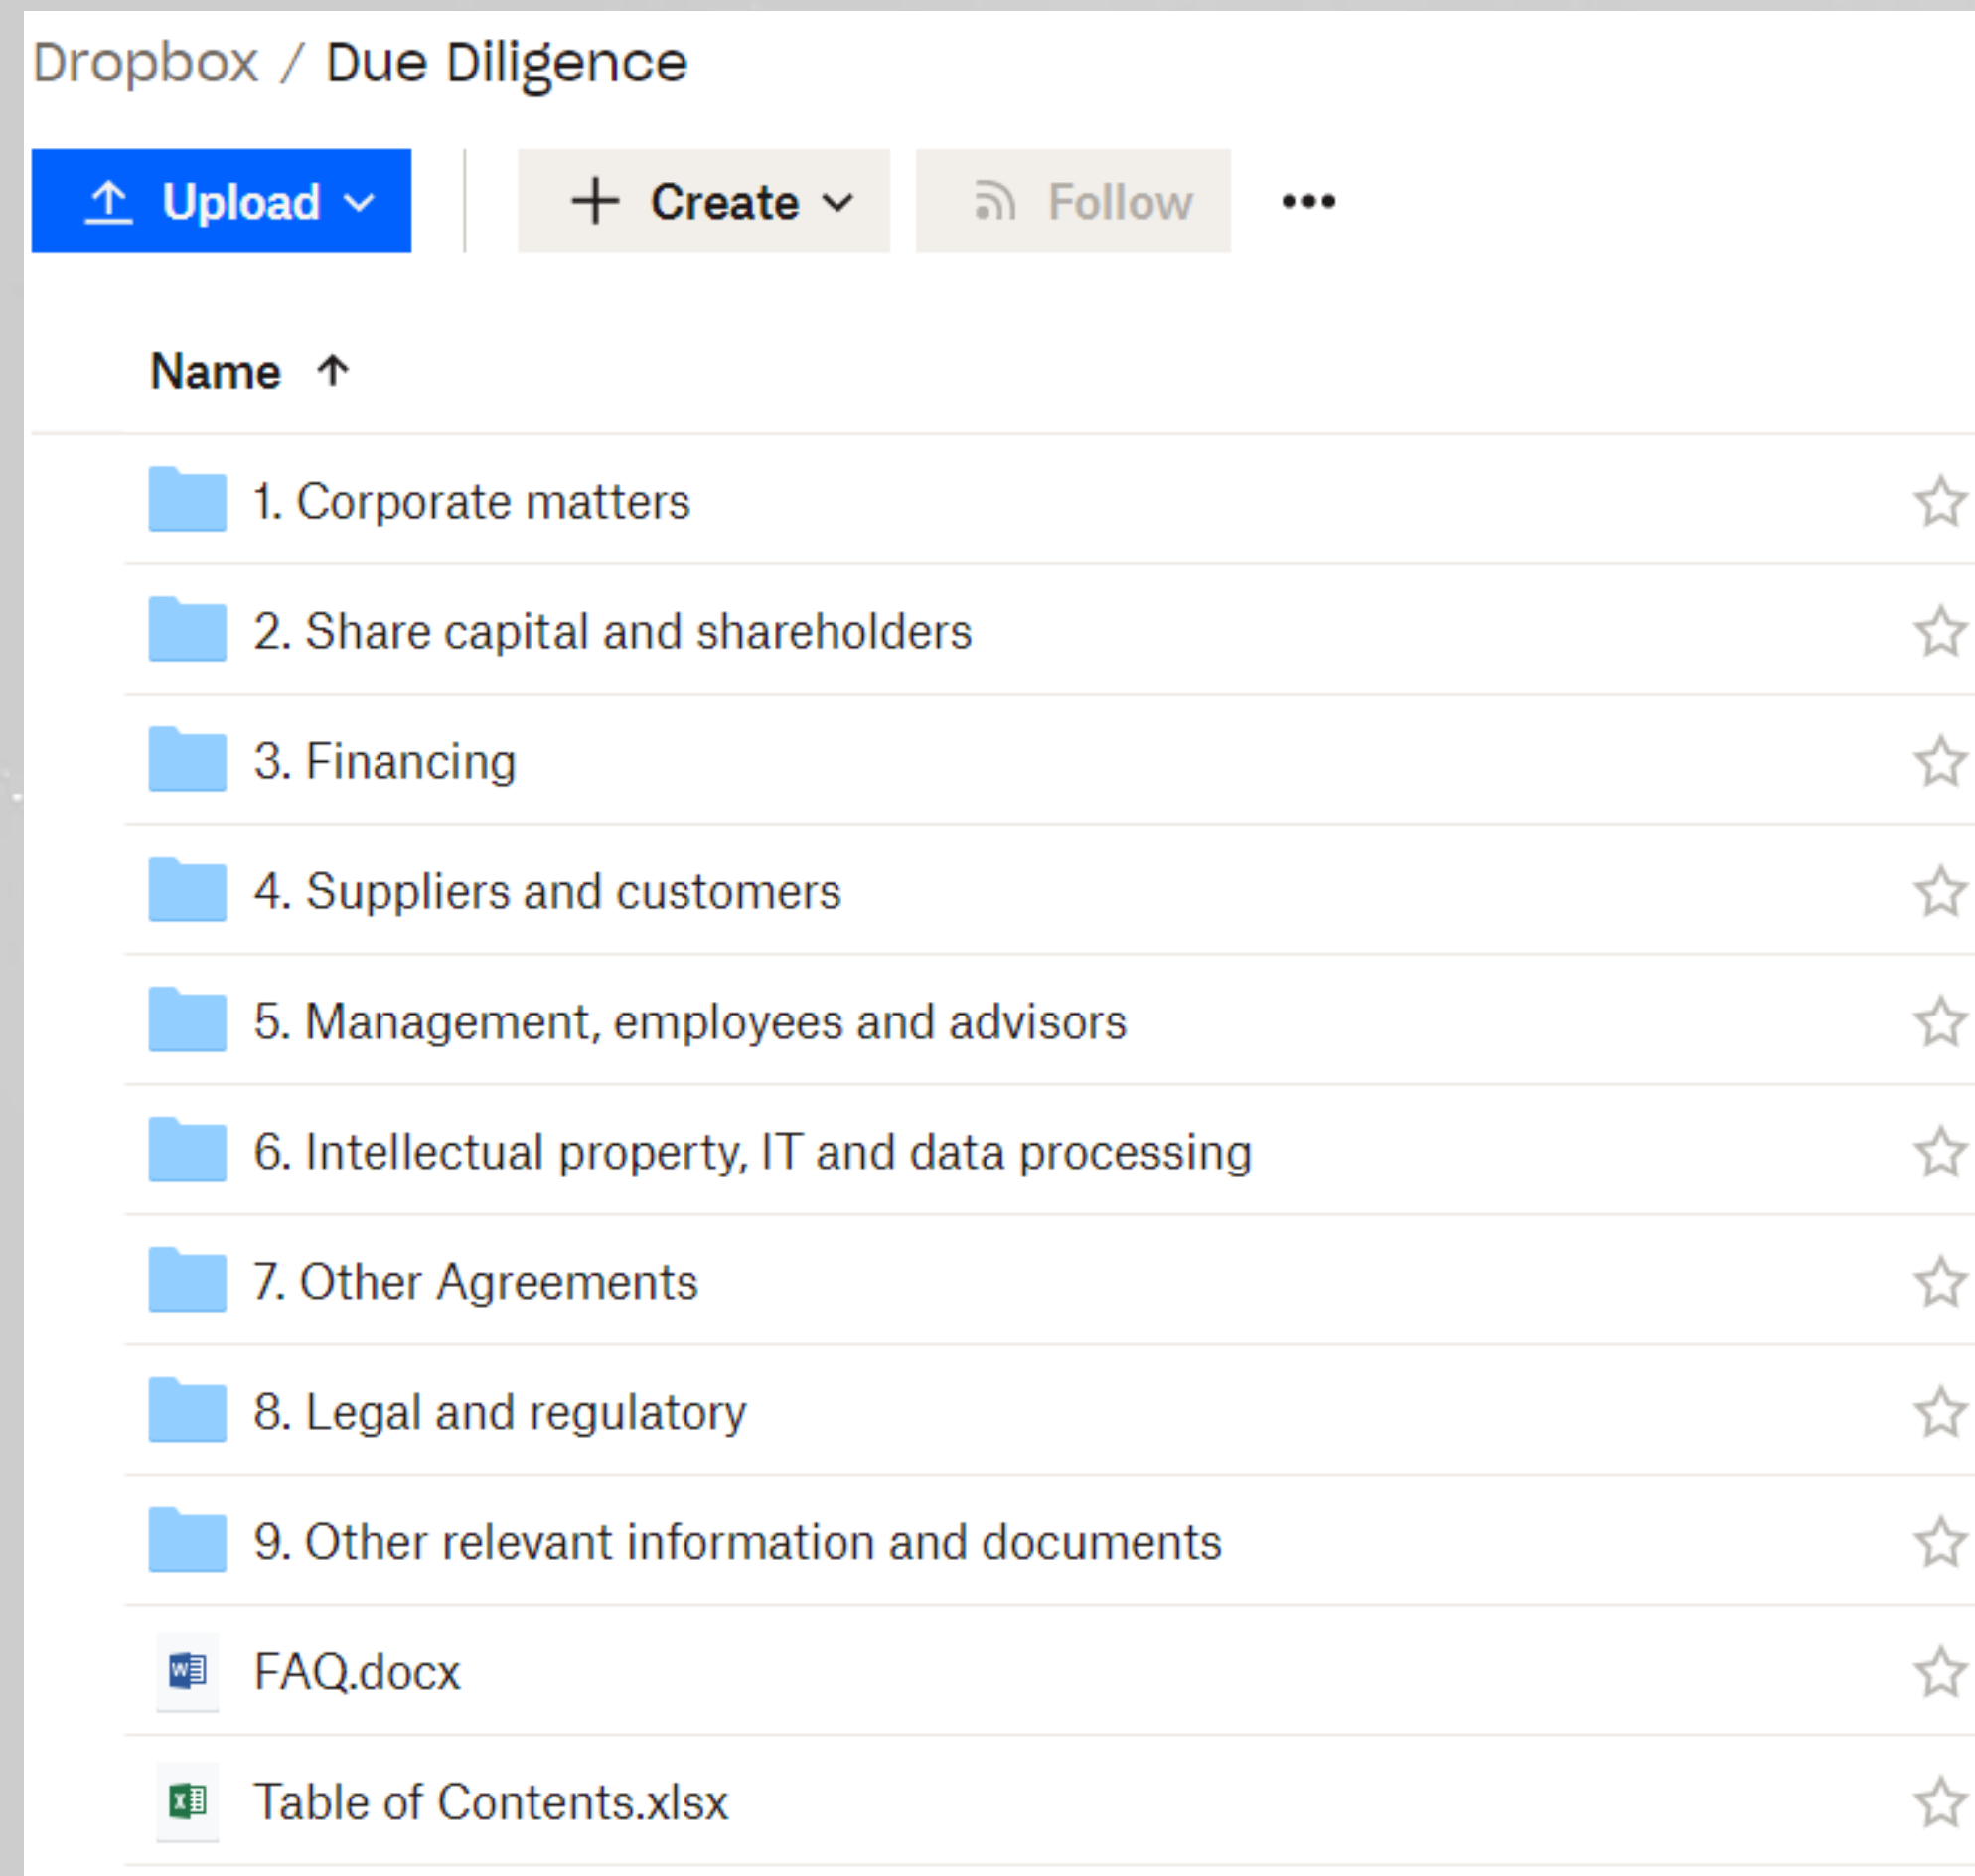 Dropbox / Due Diligence
Upload
Create
Follow
Name
1. Corporate matters
2. Share capital and shareholders
3. Financing
4. Suppliers and customers
5. Management, employees and advisors
6. Intellectual property, IT and data processing
7. Other Agreements
8. Legal and regulatory
9. Other relevant information and documents
FAQ.docx
Table of Contents.xlsx